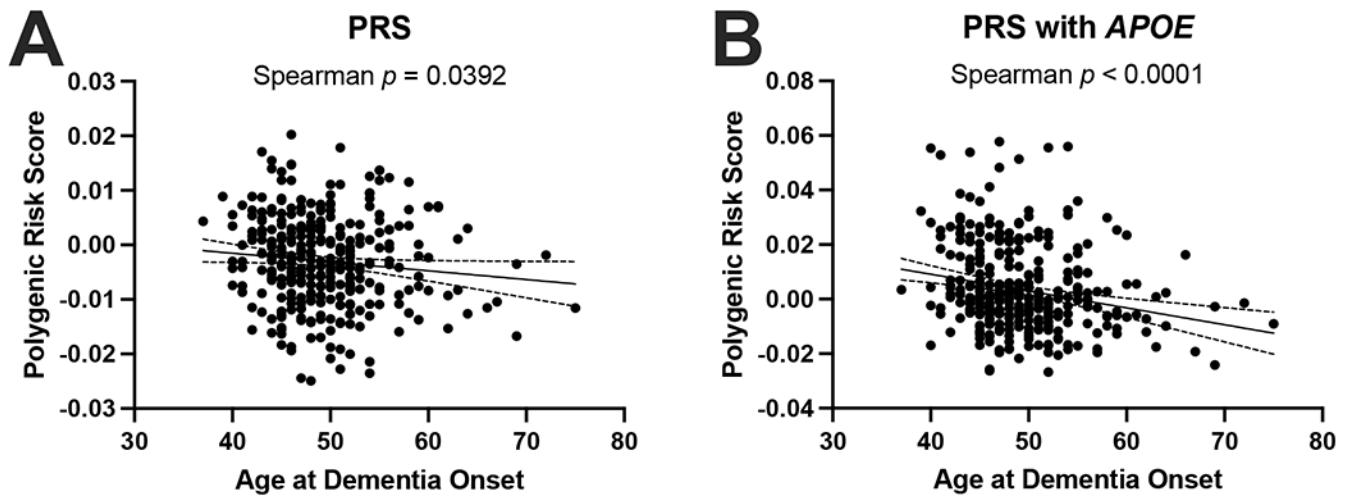 A
PRS
Spearman p = 0.0392
Polygenic Risk Score
0.03
0.02
0.01
0.00
-0.01
-0.02
-0.03
30 40 50 60 70 80
Age at Dementia Onset
B
PRS with APOE
Spearman p < 0.0001
Polygenic Risk Score
0.08
0.06
0.04
0.02
0.00
-0.02
-0.04
30 40 50 60 70 80
Age at Dementia Onset